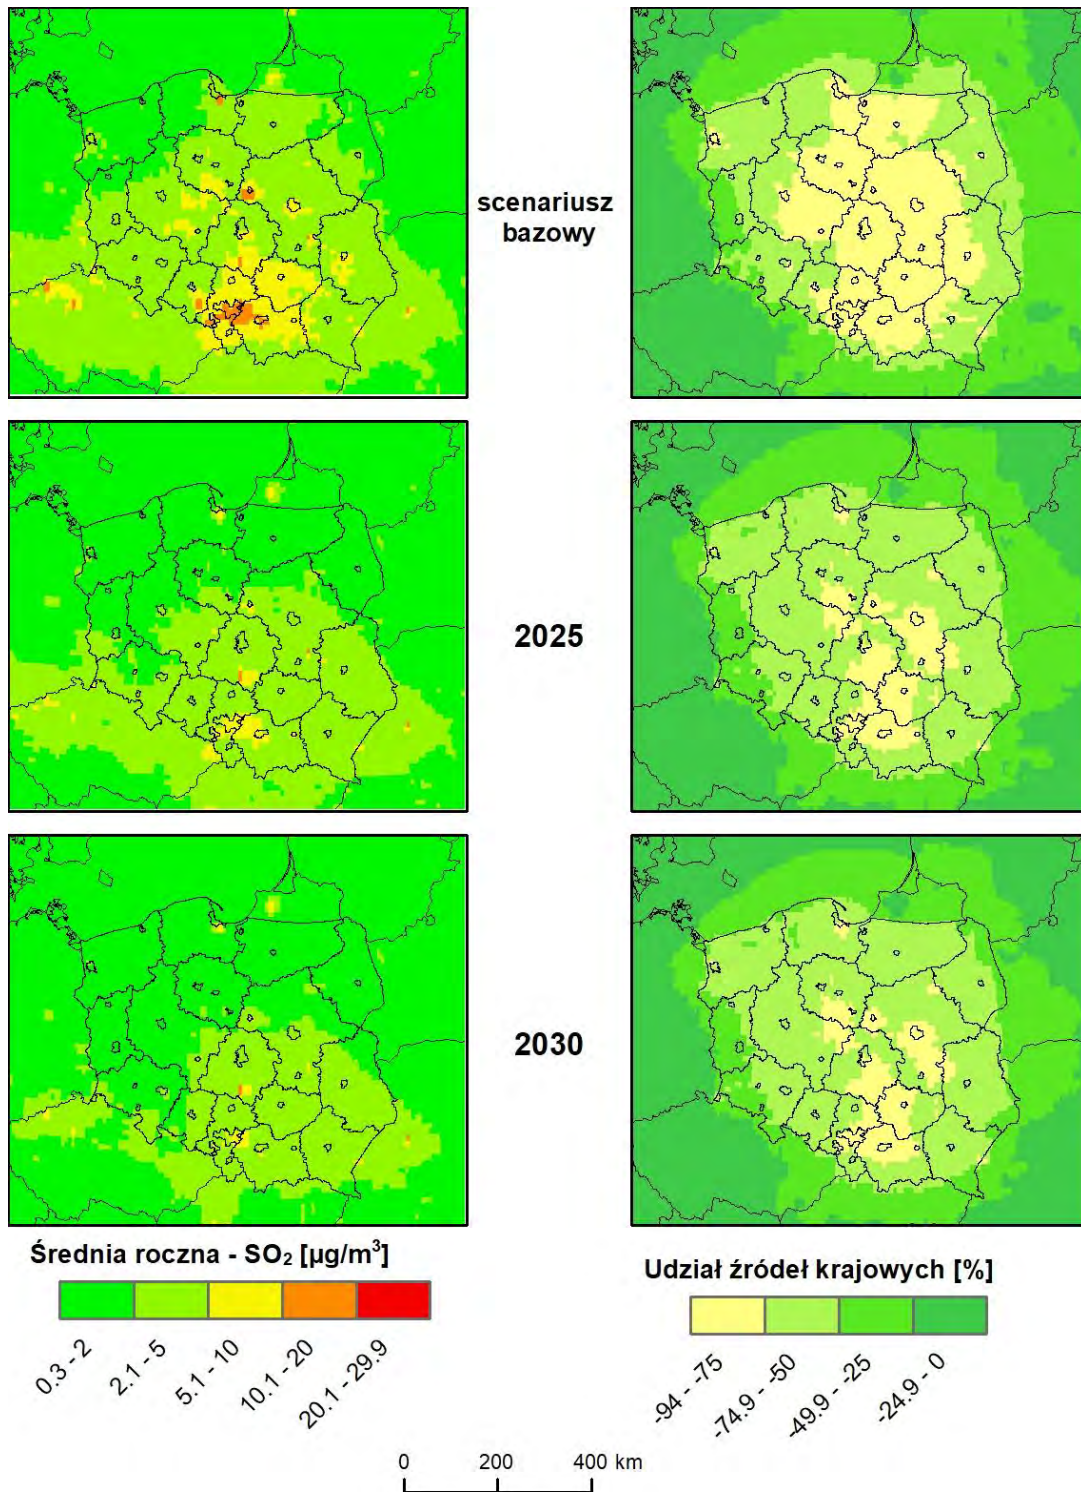 scenariusz
bazowy
2025
2030
Średnia roczna - SO₂ [µg/m³]
0.3 - 2
2.1 - 5
5.1 - 10
10.1 - 20
20.1 - 29.9
Udział źródeł krajowych [%]
-94 - -75
-74.9 - -50
-49.9 - -25
-24.9 - 0
0 200 400 km